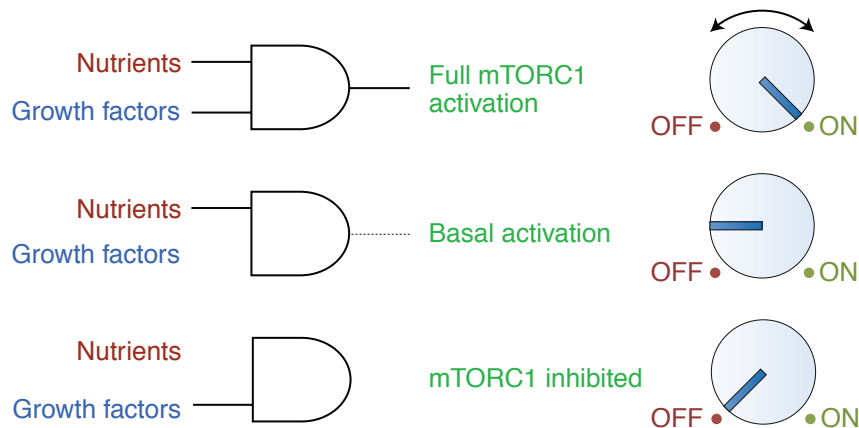 Nutrients
Growth factors
Full mTORC1
activation
OFF ON
Nutrients
Growth factors
Basal activation
OFF ON
Nutrients
Growth factors
mTORC1 inhibited
OFF ON